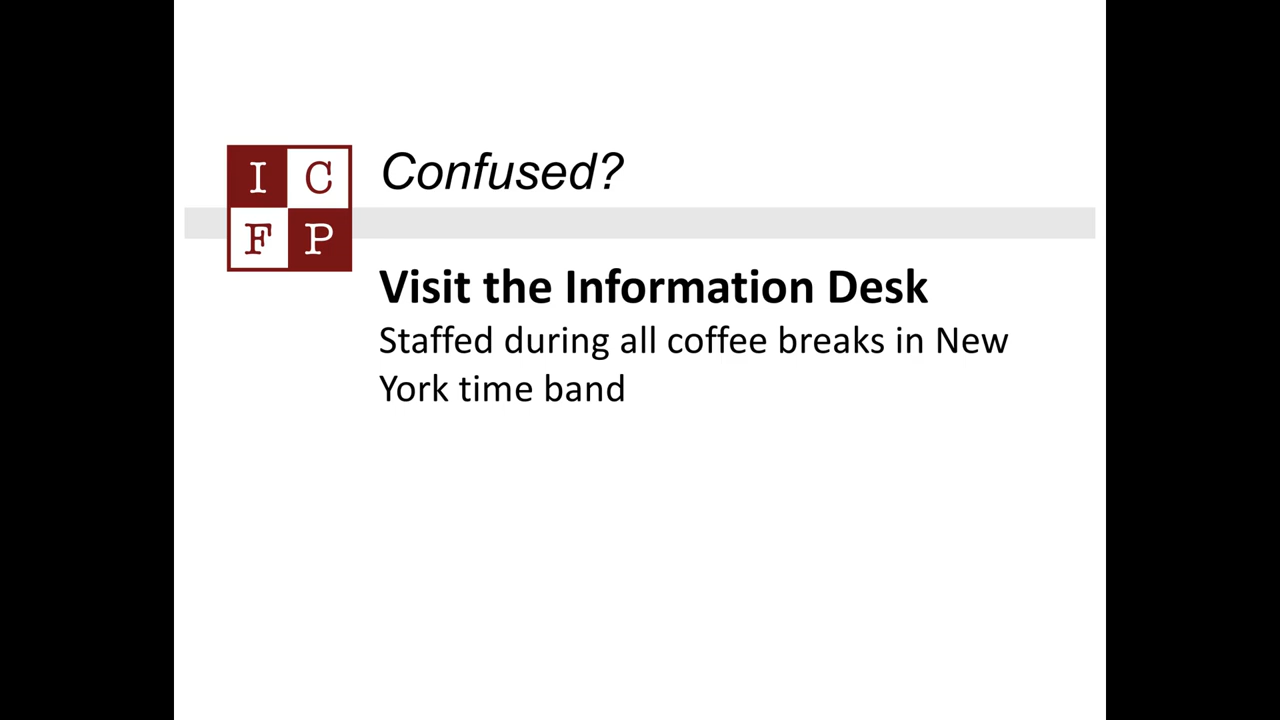 I C
F P
Confused?
Visit the Information Desk
Staffed during all coffee breaks in New
York time band